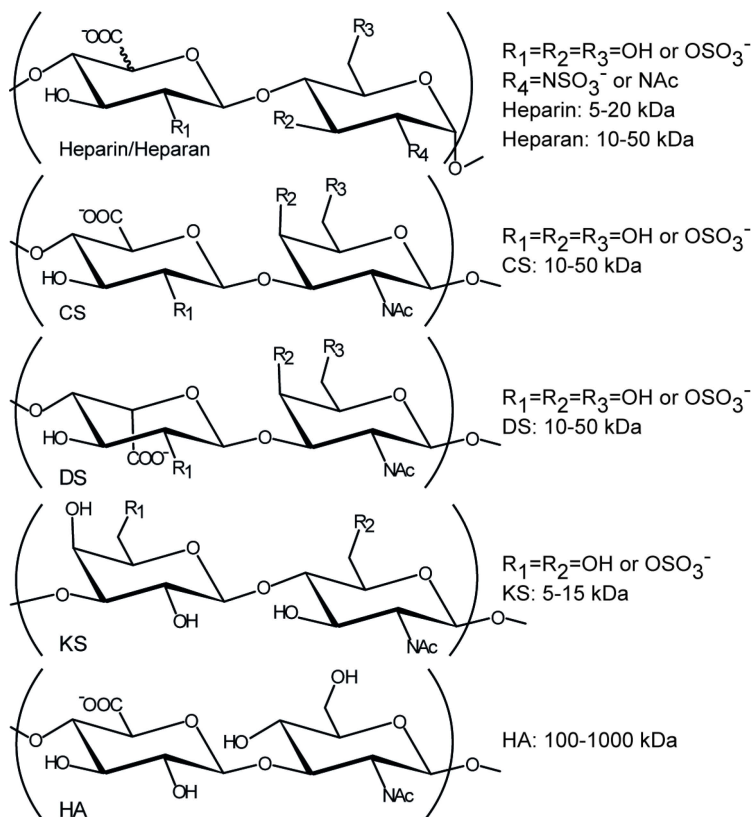 R3
⁻OOC
O
O
O
O
HO
R1
R2
R4
O
R1=R2=R3=OH or OSO3⁻
R4=NSO3⁻ or NAc
Heparin: 5-20 kDa
Heparan: 10-50 kDa
Heparin/Heparan
R2
R3
⁻OOC
O
O
O
O
O
HO
R1
NAc
CS
R1=R2=R3=OH or OSO3⁻
CS: 10-50 kDa
R2
R3
O
O
O
O
O
HO
COO⁻
R1
NAc
DS
R1=R2=R3=OH or OSO3⁻
DS: 10-50 kDa
OH
R1
R2
O
O
O
O
O
OH
HO
NAc
KS
R1=R2=OH or OSO3⁻
KS: 5-15 kDa
OH
⁻OOC
O
O
HO
O
O
O
HO
OH
NAc
HA
HA: 100-1000 kDa